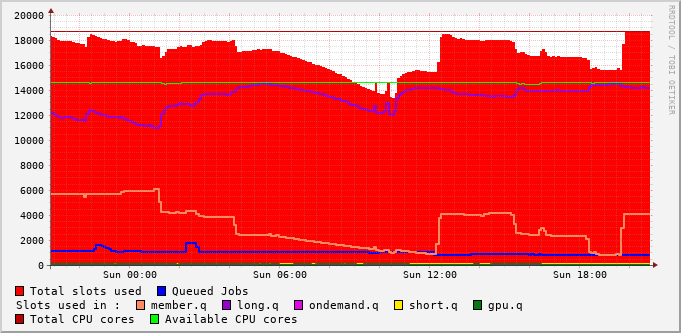 20000
18000
16000
14000
12000
10000
8000
6000
4000
2000
0
Sun 00:00 Sun 06:00 Sun 12:00 Sun 18:00
RRDTOOL / TOBI OETIKER
Total slots used Queued Jobs
Slots used in : member.q long.q ondemand.q short.q gpu.q
Total CPU cores Available CPU cores